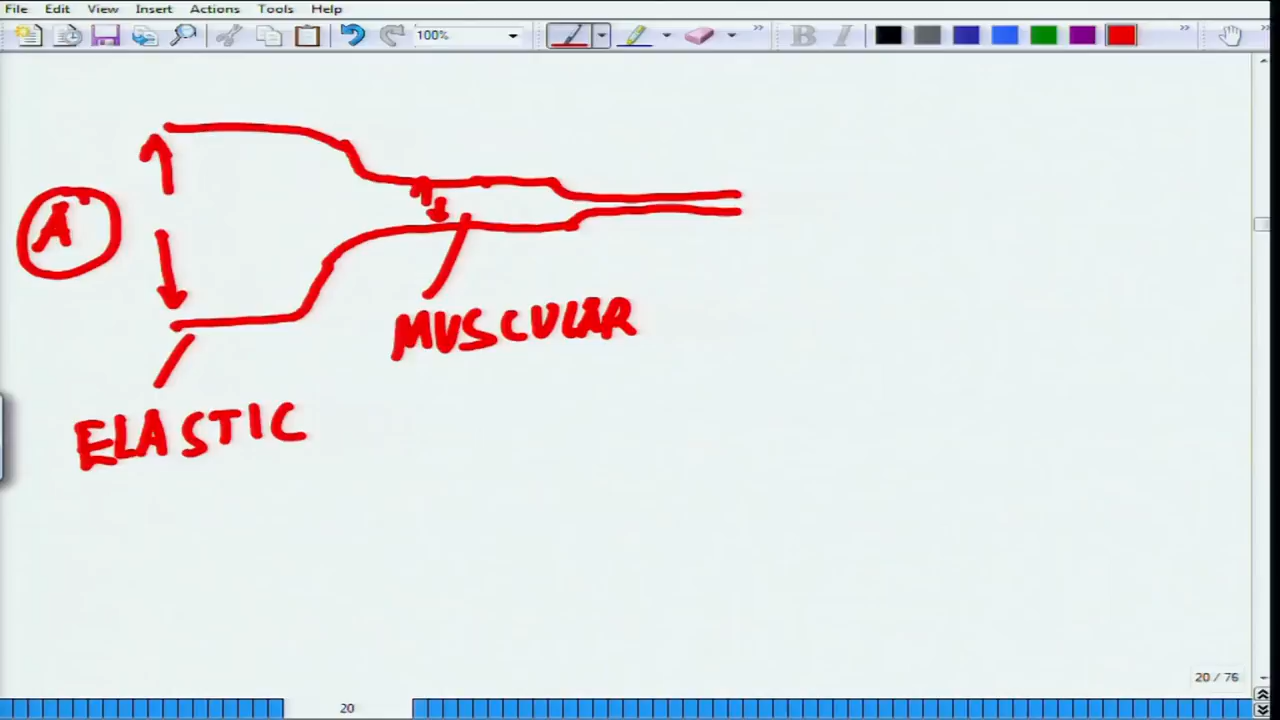 File Edit View Insert Actions Tools Help
100% B I
A
MUSCULAR
ELASTIC
20 / 76
20